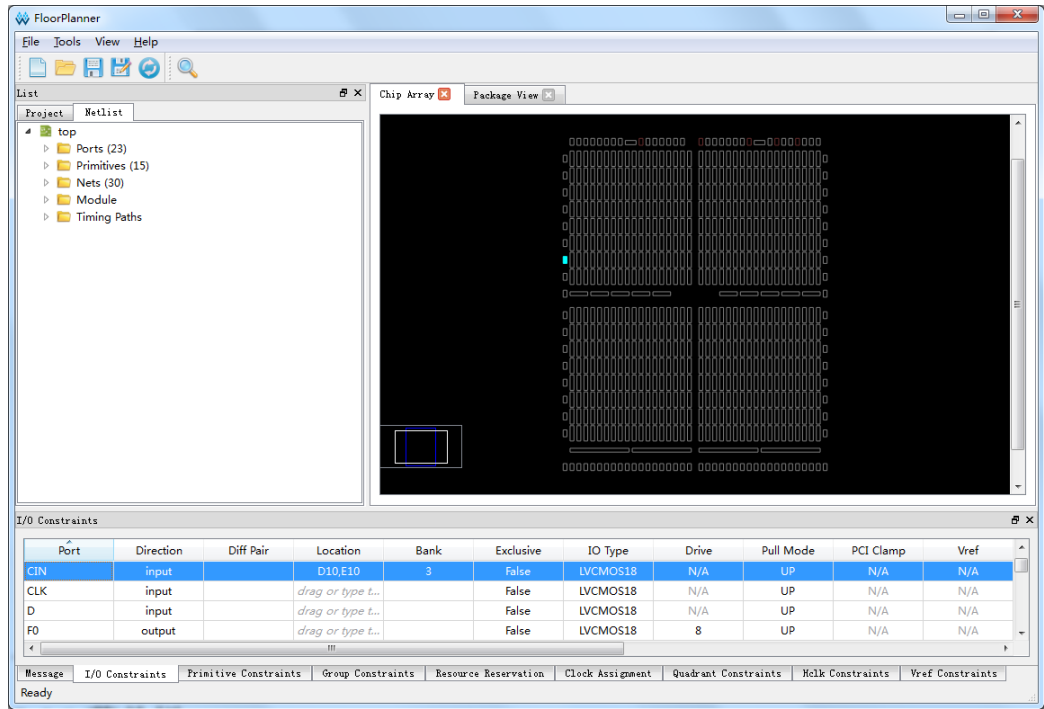 FloorPlanner
File Tools View Help
List
Chip Array Package View
Project Netlist
top
Ports (23)
Primitives (15)
Nets (30)
Module
Timing Paths
I/O Constraints
Port Direction Diff Pair Location Bank Exclusive IO Type Drive Pull Mode PCI Clamp Vref
CIN input D10,E10 3 False LVCMOS18 N/A UP N/A N/A
CLK input drag or type t... False LVCMOS18 N/A UP N/A N/A
D input drag or type t... False LVCMOS18 N/A UP N/A N/A
F0 output drag or type t... False LVCMOS18 8 UP N/A N/A
Message I/O Constraints Primitive Constraints Group Constraints Resource Reservation Clock Assignment Quadrant Constraints Hclk Constraints Vref Constraints
Ready